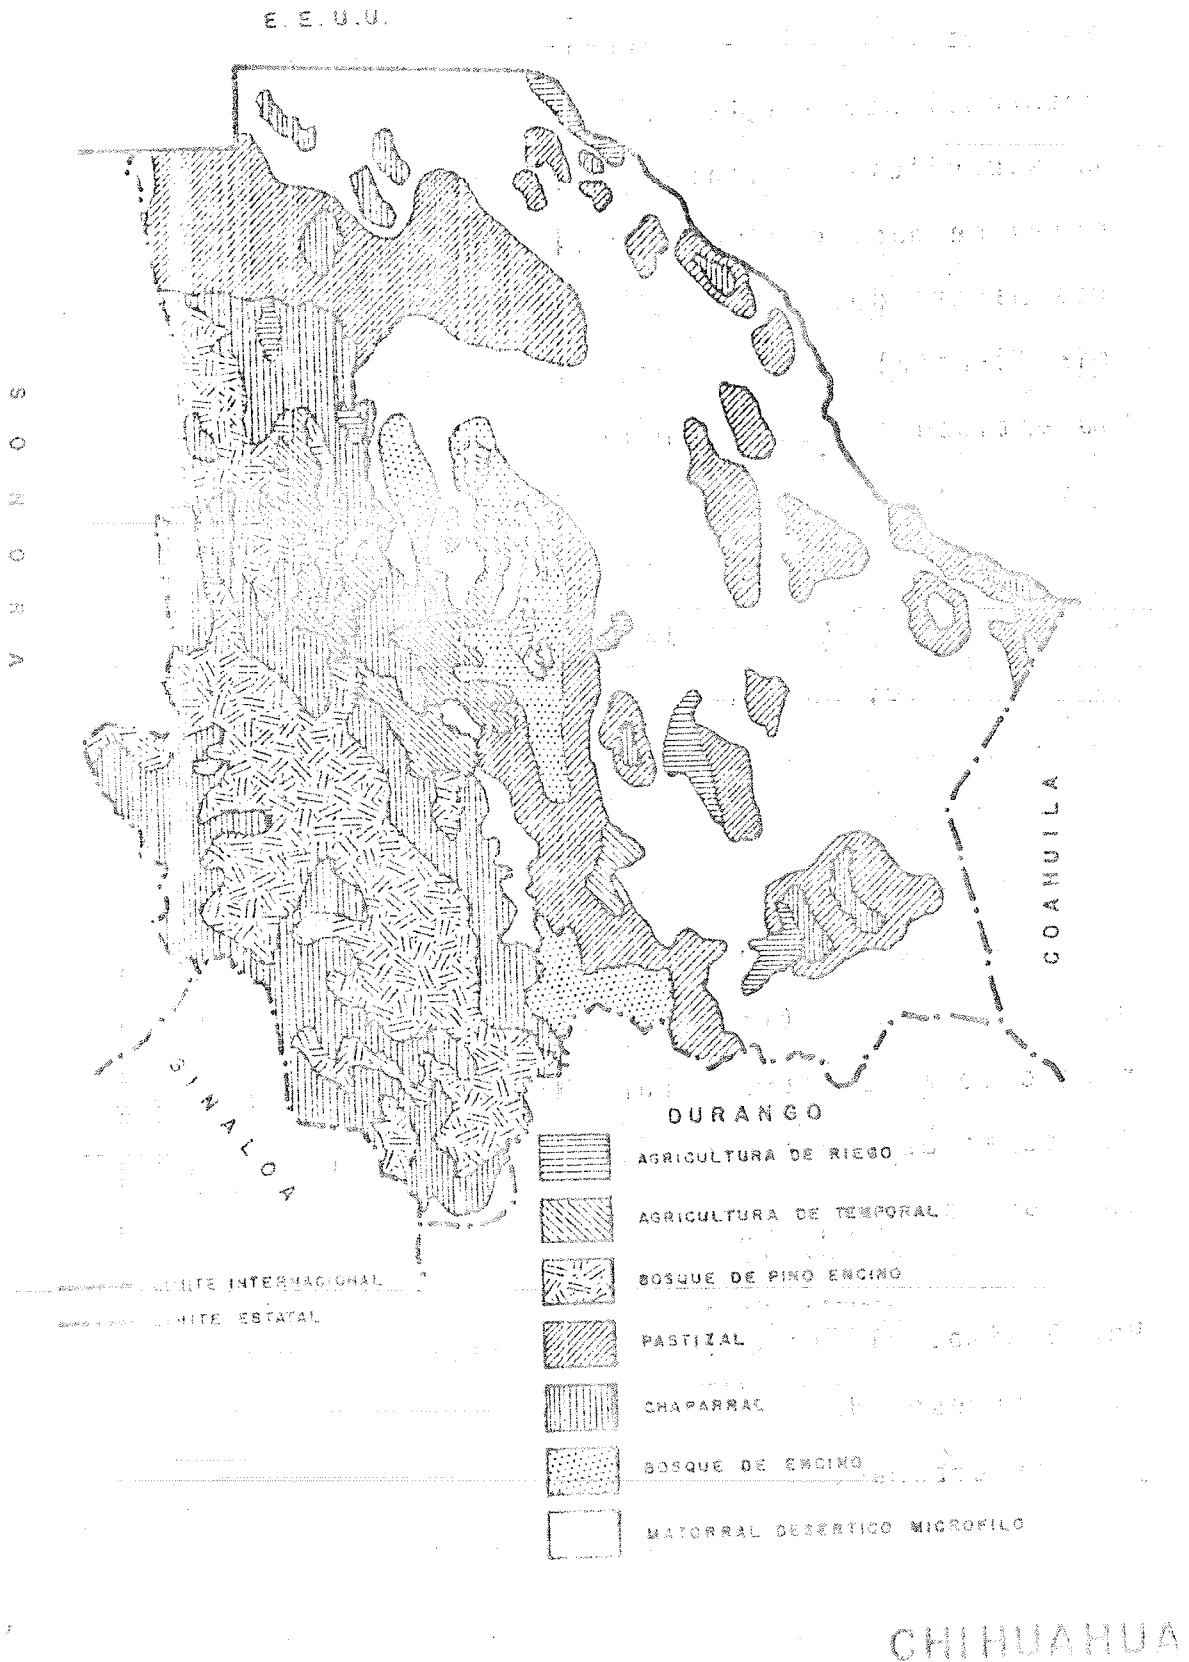 E. E. U. U.
SONORA
COAHUILA
SINALOA
DURANGO
AGRICULTURA DE RIEGO
AGRICULTURA DE TEMPORAL
BOSQUE DE PINO ENCINO
PASTIZAL
CHAPARRAL
BOSQUE DE ENCINO
MATORRAL DESERTICO MICROFILO
LIMITE INTERNACIONAL
LIMITE ESTATAL
CHIHUAHUA